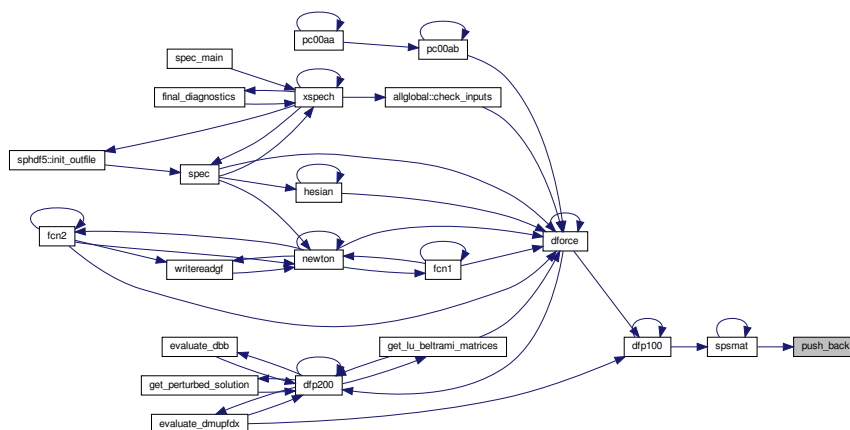 pc00aa
pc00ab
spec_main
final_diagnostics
xspech
allglobal::check_inputs
sphdf5::init_outfile
spec
hesian
fcn2
dforce
writereadgf
newton
fcn1
evaluate_dbb
get_lu_beltrami_matrices
dfp100
spsmat
push_back
get_perturbed_solution
dfp200
evaluate_dmupfdx